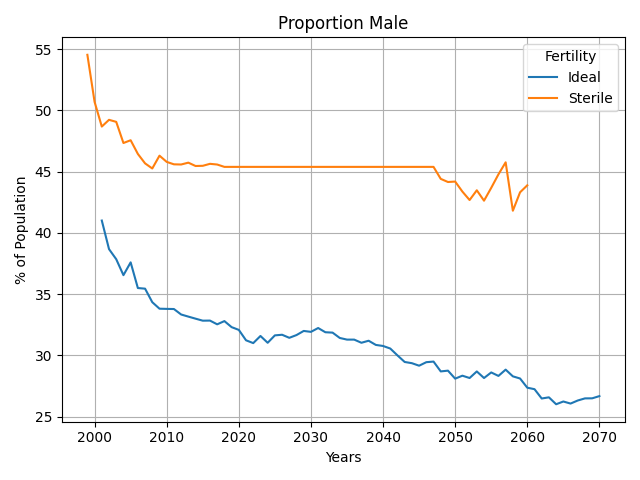 Proportion Male
55
50
45
40
35
30
25
% of Population
Fertility
Ideal
Sterile
2000 2010 2020 2030 2040 2050 2060 2070
Years